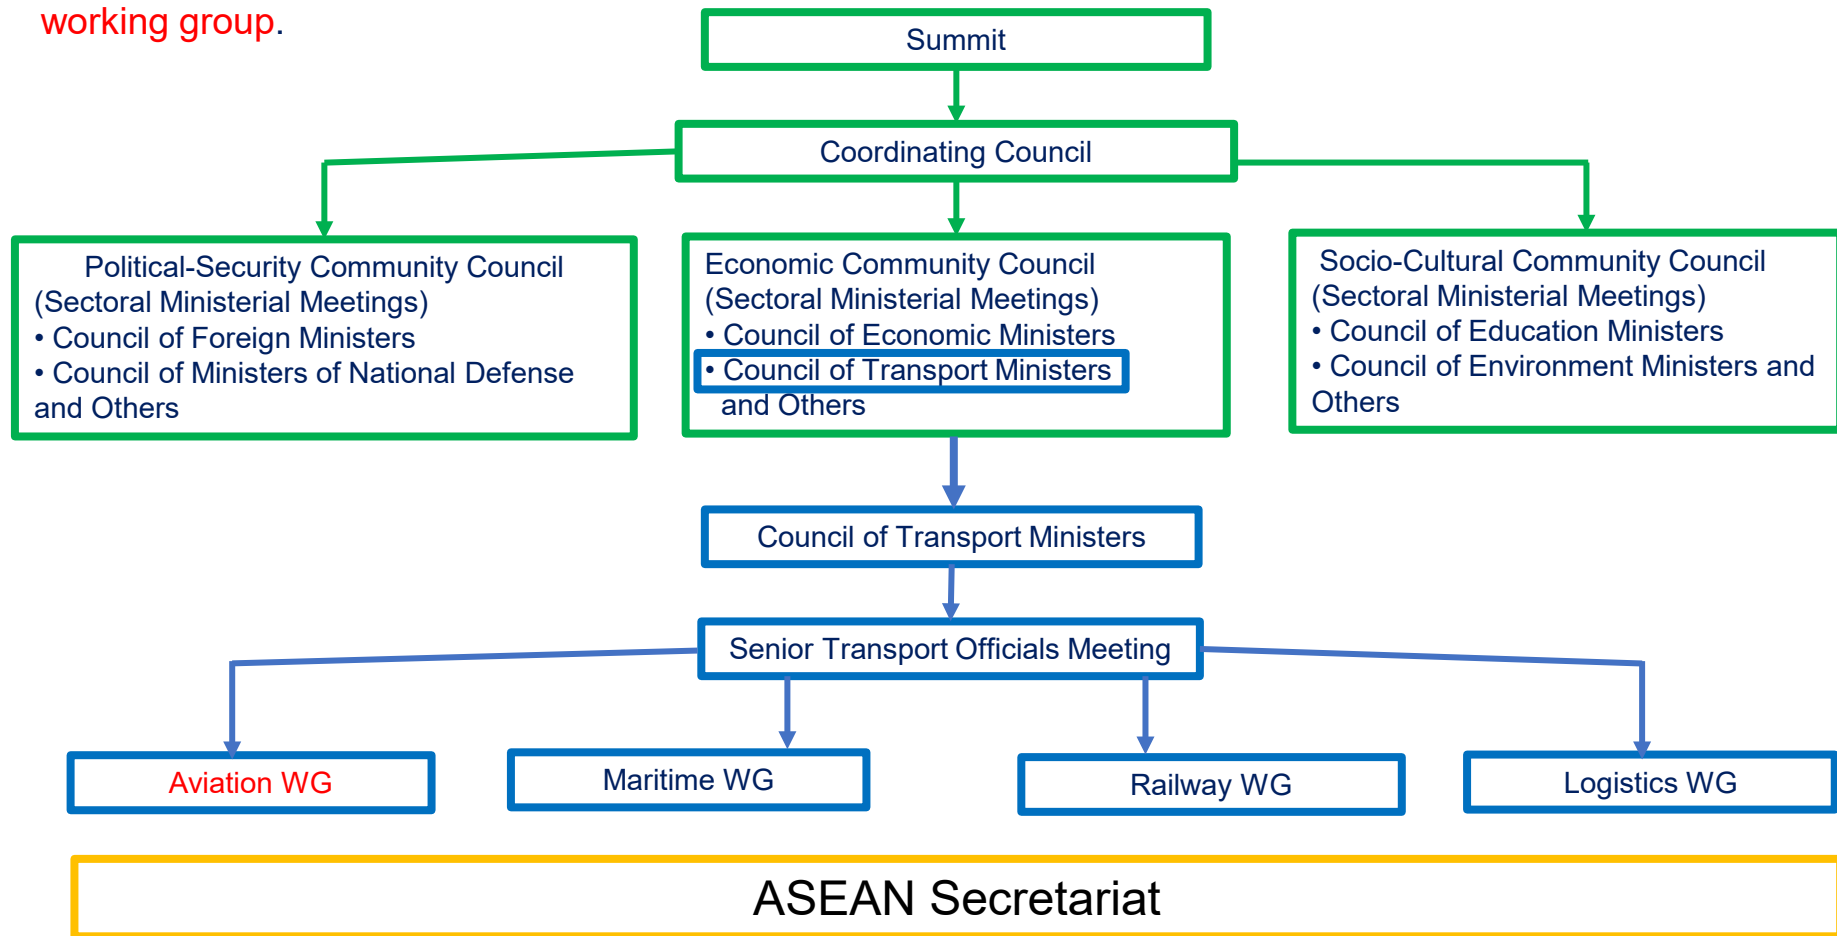 working group.
Summit
Coordinating Council
Political-Security Community Council
(Sectoral Ministerial Meetings)
• Council of Foreign Ministers
• Council of Ministers of National Defense
and Others
Economic Community Council
(Sectoral Ministerial Meetings)
• Council of Economic Ministers
• Council of Transport Ministers
and Others
Socio-Cultural Community Council
(Sectoral Ministerial Meetings)
• Council of Education Ministers
• Council of Environment Ministers and
Others
Council of Transport Ministers
Senior Transport Officials Meeting
Aviation WG
Maritime WG
Railway WG
Logistics WG
ASEAN Secretariat